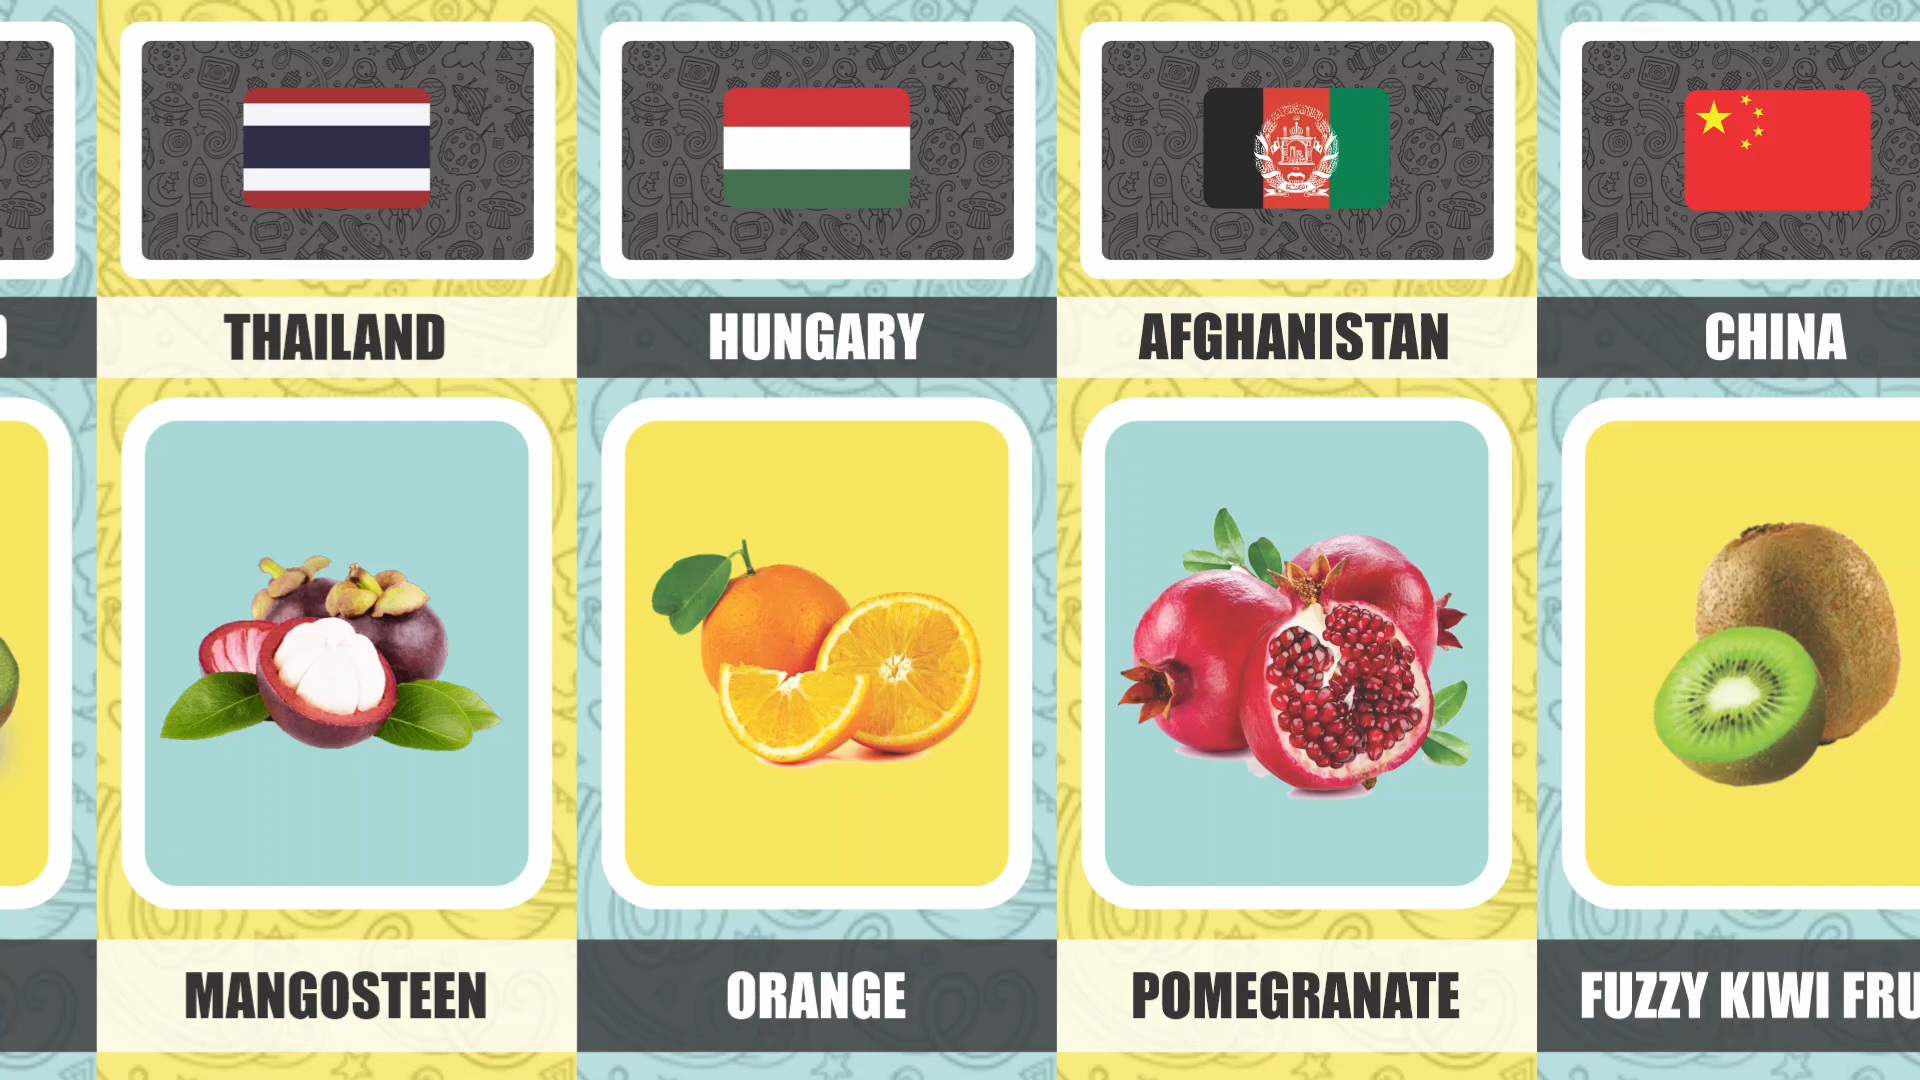 THAILAND
HUNGARY
AFGHANISTAN
CHINA
MANGOSTEEN
ORANGE
POMEGRANATE
FUZZY KIWI FRU